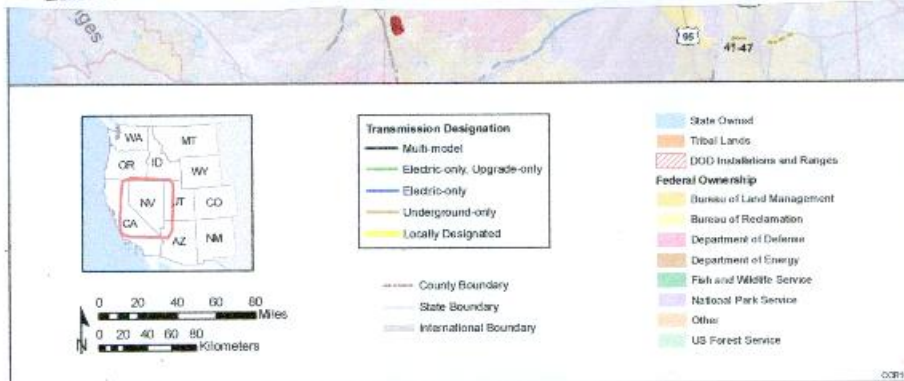 nges
95
41-47
WA
MT
OR
ID
WY
NV
UT
CO
CA
AZ
NM
0 20 40 60 80
Miles
N
0 20 40 60 80
Kilometers
Transmission Designation
Multi-model
Electric-only, Upgrade-only
Electric-only
Underground-only
Locally Designated
County Boundary
State Boundary
International Boundary
State Owned
Tribal Lands
DOD Installations and Ranges
Federal Ownership
Bureau of Land Management
Bureau of Reclamation
Department of Defense
Department of Energy
Fish and Wildlife Service
National Park Service
Other
US Forest Service